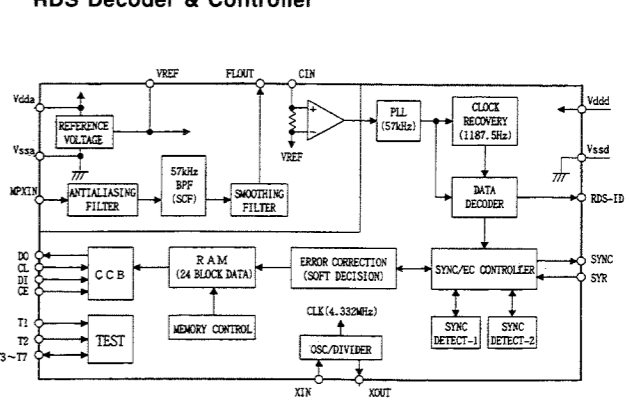 RDS Decoder & Controller
VREF
FLOUT
CIN
Vdda
REFERENCE
VOLTAGE
Vssa
VREF
PLL
(57kHz)
CLOCK
RECOVERY
(1187.5Hz)
Vddd
Vssd
MPXIN
ANTIALIASING
FILTER
57kHz
BPF
(SCF)
SMOOTHING
FILTER
DATA
DECODER
RDS-ID
DO
CL
DI
CE
CCB
RAM
(24 BLOCK DATA)
ERROR CORRECTION
(SOFT DECISION)
SYNC/EC CONTROLLER
SYNC
SYR
T1
T2
T3~T7
TEST
MEMORY CONTROL
CLK(4.332MHz)
OSC/DIVIDER
SYNC
DETECT-1
SYNC
DETECT-2
XIN
XOUT